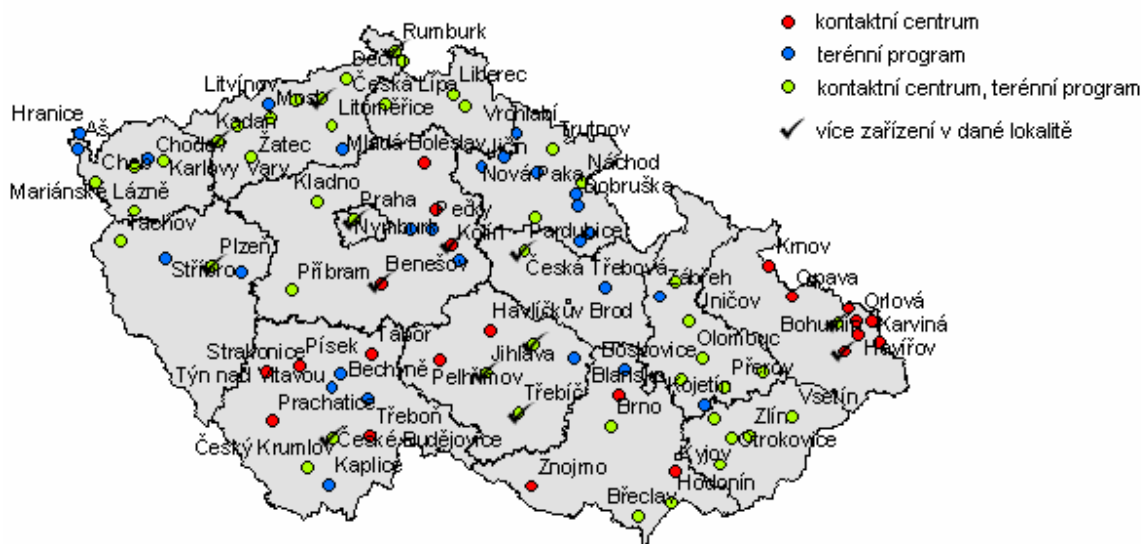 Rumburk
kontaktní centrum
Děčín
terénní program
Litvínov
Česká Lípa
Liberec
kontaktní centrum, terénní program
Hranice
Most
Litoměřice
Vrchlabí
více zařízení v dané lokalitě
Aš
Kadaň
Trutnov
Chodov
Žatec
Mladá Boleslav
Jičín
Cheb
Karlovy Vary
Nová Paka
Náchod
Mariánské Lázně
Kladno
Dobruška
Praha
Pečky
Tachov
Nymburk
Kolín
Pardubice
Plzeň
Krnov
Stříbro
Příbram
Benešov
Česká Třebová
Zábřeh
Opava
Havlíčkův Brod
Uničov
Orlová
Bohumín
Karviná
Tábor
Olomouc
Havířov
Strakonice
Písek
Jihlava
Boskovice
Týn nad Vltavou
Bechyně
Pelhřimov
Blansko
Přerov
Kojetín
Vsetín
Prachatice
Třebíč
Brno
Zlín
Třeboň
Český Krumlov
České Budějovice
Otrokovice
Kaplice
Znojmo
Kyjov
Hodonín
Břeclav